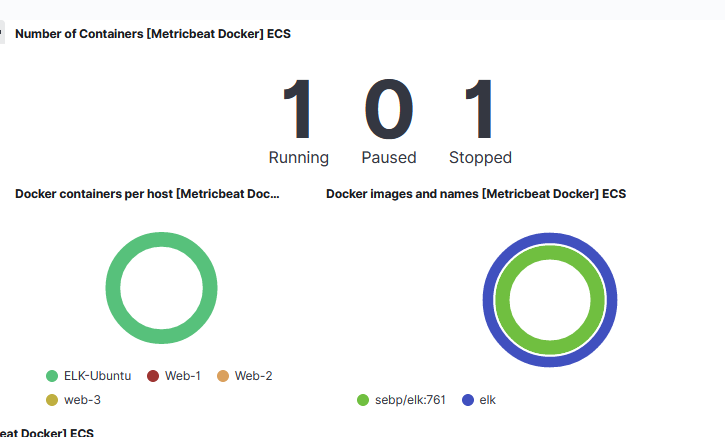 Number of Containers [Metricbeat Docker] ECS
1 0 1
Running Paused Stopped
Docker containers per host [Metricbeat Doc...
Docker images and names [Metricbeat Docker] ECS
ELK-Ubuntu Web-1 Web-2
web-3
sebp/elk:761 elk
eat Docker] ECS